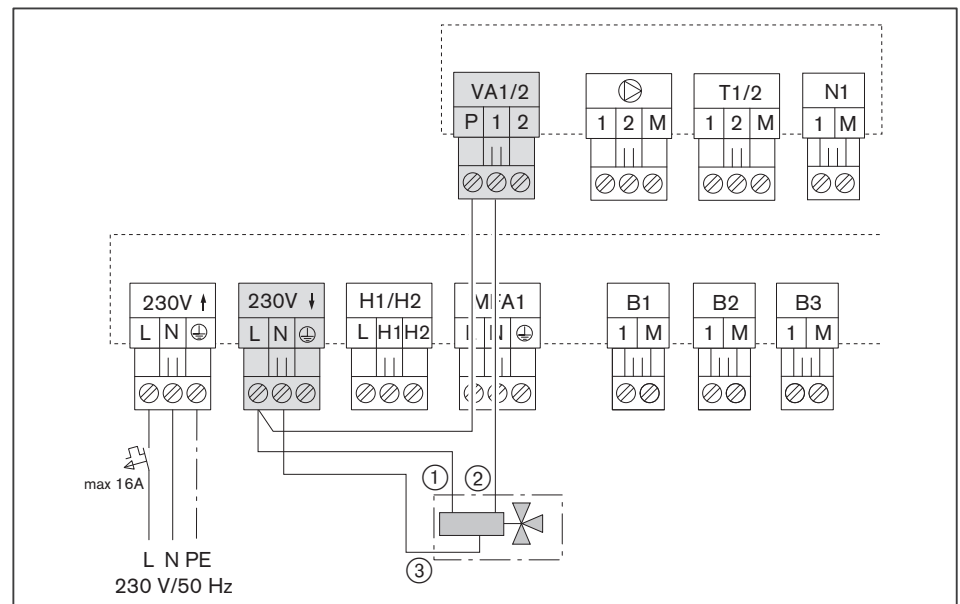 VA1/2 T1/2 N1
P 1 2 1 2 M 1 2 M 1 M
230V 230V H1/H2 MFA1 B1 B2 B3
L N L N L H1 H2 L N 1 M 1 M 1 M
max 16A
1 2
L N PE
3
230 V/50 Hz